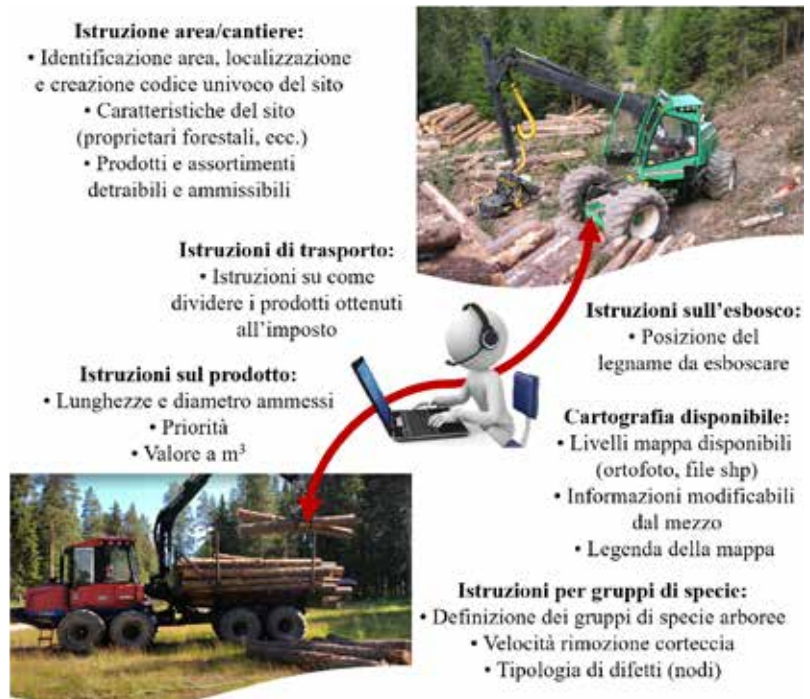 Istruzione area/cantiere:
• Identificazione area, localizzazione
e creazione codice univoco del sito
• Caratteristiche del sito
(proprietari forestali, ecc.)
• Prodotti e assortimenti
detraibili e ammissibili
Istruzioni di trasporto:
• Istruzioni su come
dividere i prodotti ottenuti
all'imposto
Istruzioni sul prodotto:
• Lunghezze e diametro ammessi
• Priorità
• Valore a m³
Istruzioni sull'esbosco:
• Posizione del
legname da esboscare
Cartografia disponibile:
• Livelli mappa disponibili
(ortofoto, file shp)
• Informazioni modificabili
dal mezzo
• Legenda della mappa
Istruzioni per gruppi di specie:
• Definizione dei gruppi di specie arboree
• Velocità rimozione corteccia
• Tipologia di difetti (nodi)